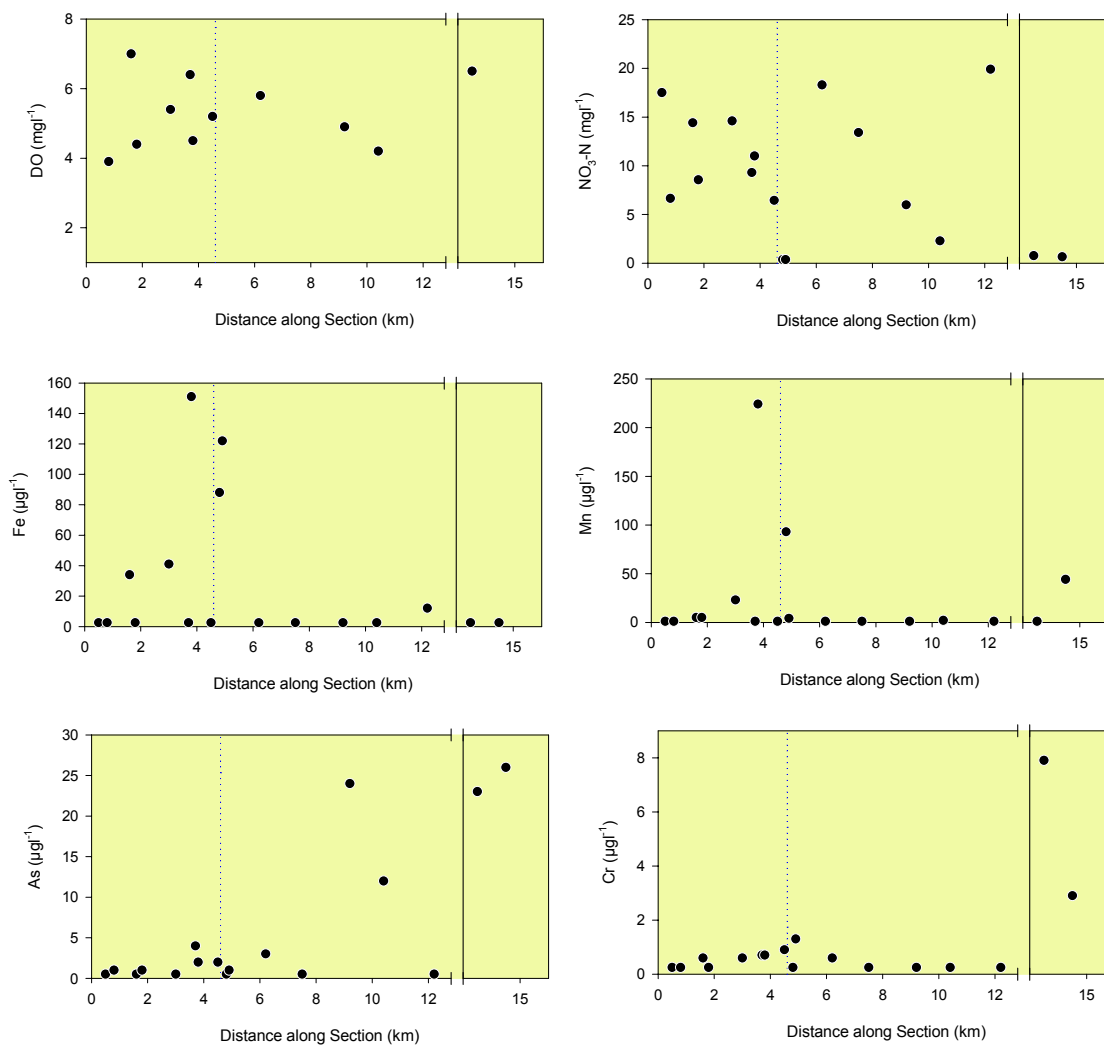 8
6
4
2
DO (mgl⁻¹)
0 2 4 6 8 10 12 15
Distance along Section (km)
25
20
15
10
5
0
NO₃-N (mgl⁻¹)
0 2 4 6 8 10 12 15
Distance along Section (km)
160
140
120
100
80
60
40
20
0
Fe (µgl⁻¹)
0 2 4 6 8 10 12 15
Distance along Section (km)
250
200
150
100
50
0
Mn (µgl⁻¹)
0 2 4 6 8 10 12 15
Distance along Section (km)
30
25
20
15
10
5
0
As (µgl⁻¹)
0 2 4 6 8 10 12 15
Distance along Section (km)
8
6
4
2
0
Cr (µgl⁻¹)
0 2 4 6 8 10 12 15
Distance along Section (km)